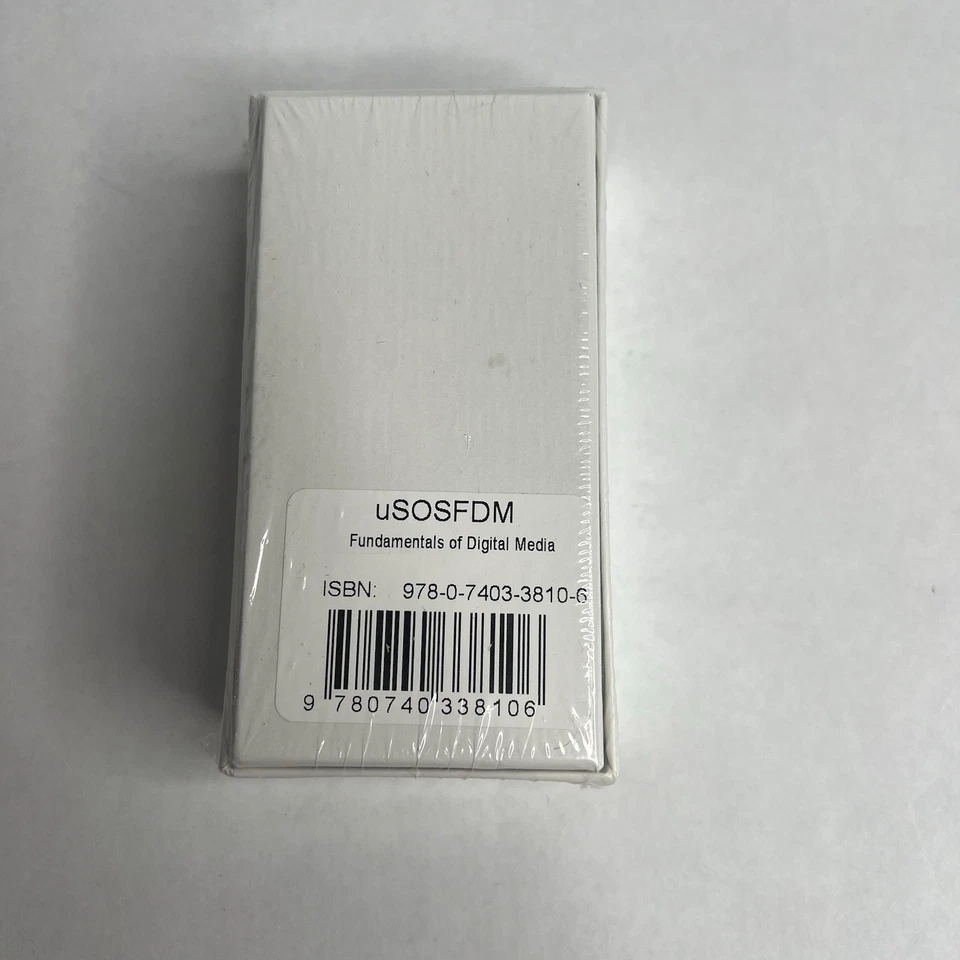 uSOSFDM
Fundamentals of Digital Media
ISBN: 978-0-7403-3810-6
9 780740 338106